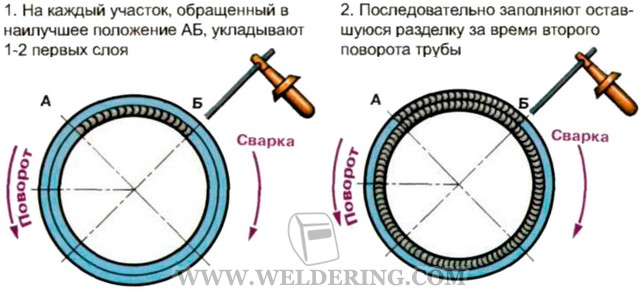 1. На каждый участок, обращенный в
наилучшее положение АБ, укладывают
1-2 первых слоя
2. Последовательно заполняют остав-
шуюся разделку за время второго
поворота трубы
А
Б
Поворот
Сварка
А
Б
Поворот
Сварка
WWW.WELDERING.COM